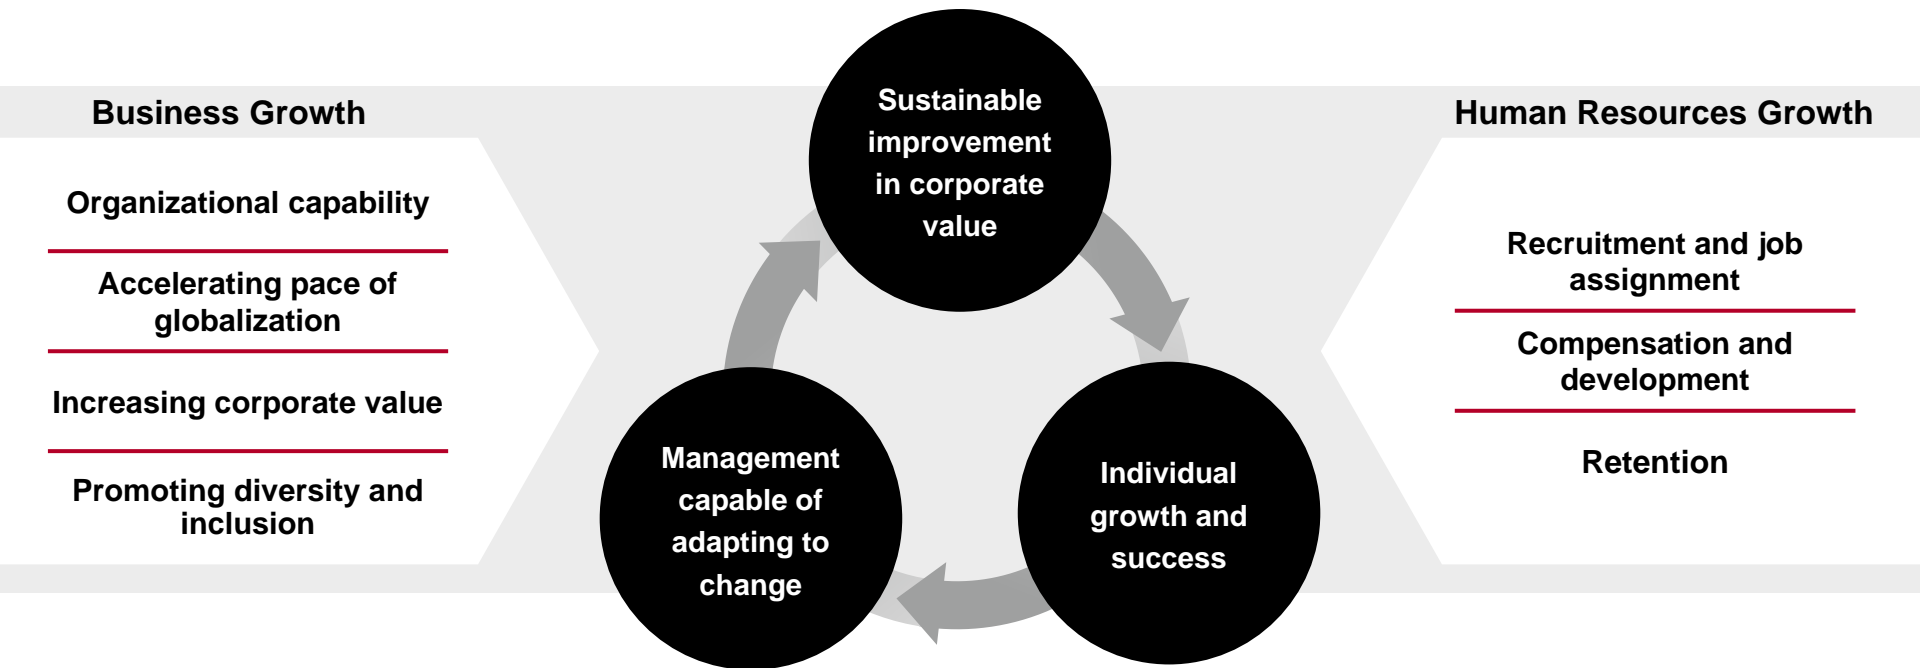 Business Growth
Organizational capability
Accelerating pace of
globalization
Increasing corporate value
Promoting diversity and
inclusion
Sustainable
improvement
in corporate
value
Management
capable of
adapting to
change
Individual
growth and
success
Human Resources Growth
Recruitment and job
assignment
Compensation and
development
Retention